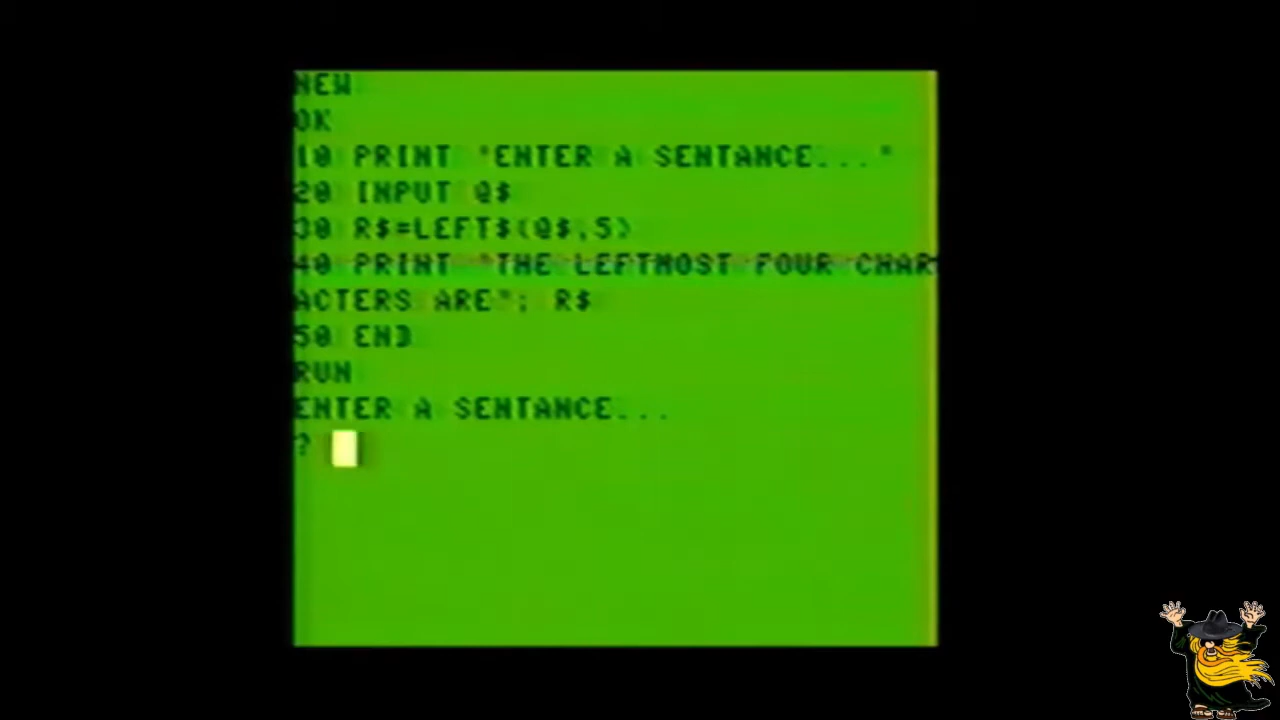 NEW
OK
10 PRINT "ENTER A SENTANCE..."
20 INPUT Q$
30 R$=LEFT$(Q$,5)
40 PRINT "THE LEFTMOST FOUR CHAR
ACTERS ARE"; R$
50 END
RUN
ENTER A SENTANCE...
?